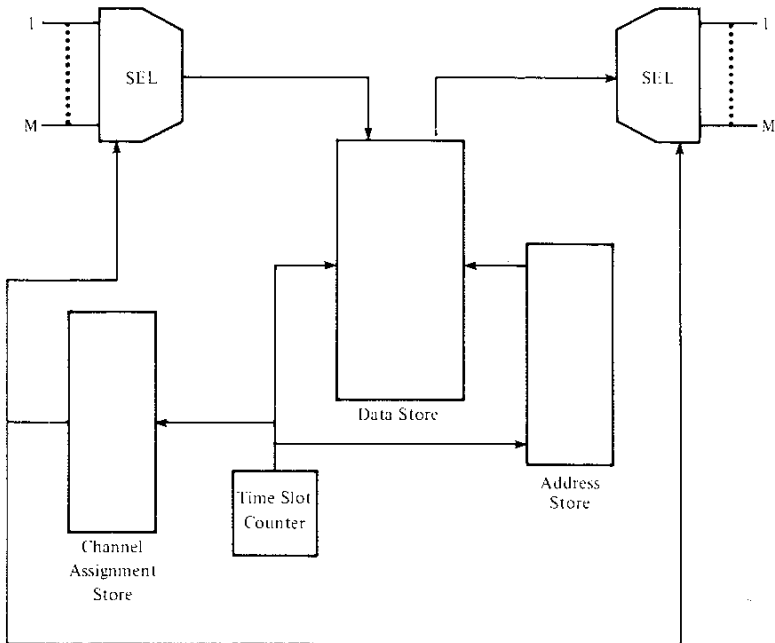 1
SEL
M
SEL
1
M
Data Store
Time Slot
Counter
Address
Store
Channel
Assignment
Store